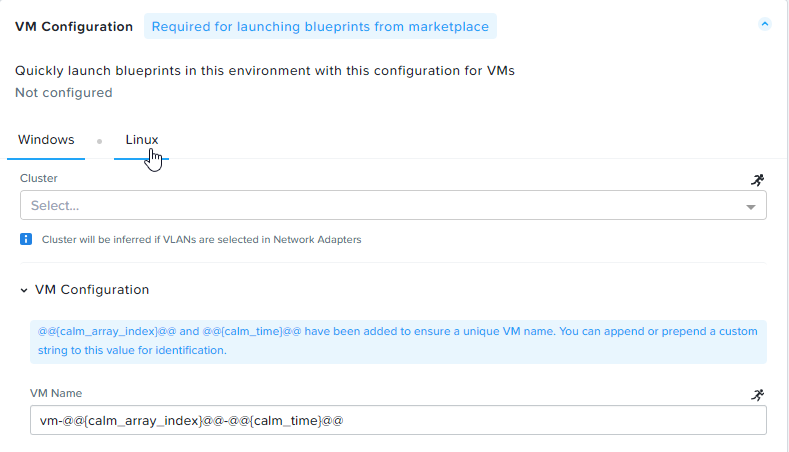 VM Configuration Required for launching blueprints from marketplace
Quickly launch blueprints in this environment with this configuration for VMs
Not configured
Windows Linux
Cluster
Select...
Cluster will be inferred if VLANs are selected in Network Adapters
VM Configuration
@@{calm_array_index}@@ and @@{calm_time}@@ have been added to ensure a unique VM name. You can append or prepend a custom
string to this value for identification.
VM Name
vm-@@{calm_array_index}@@-@@{calm_time}@@